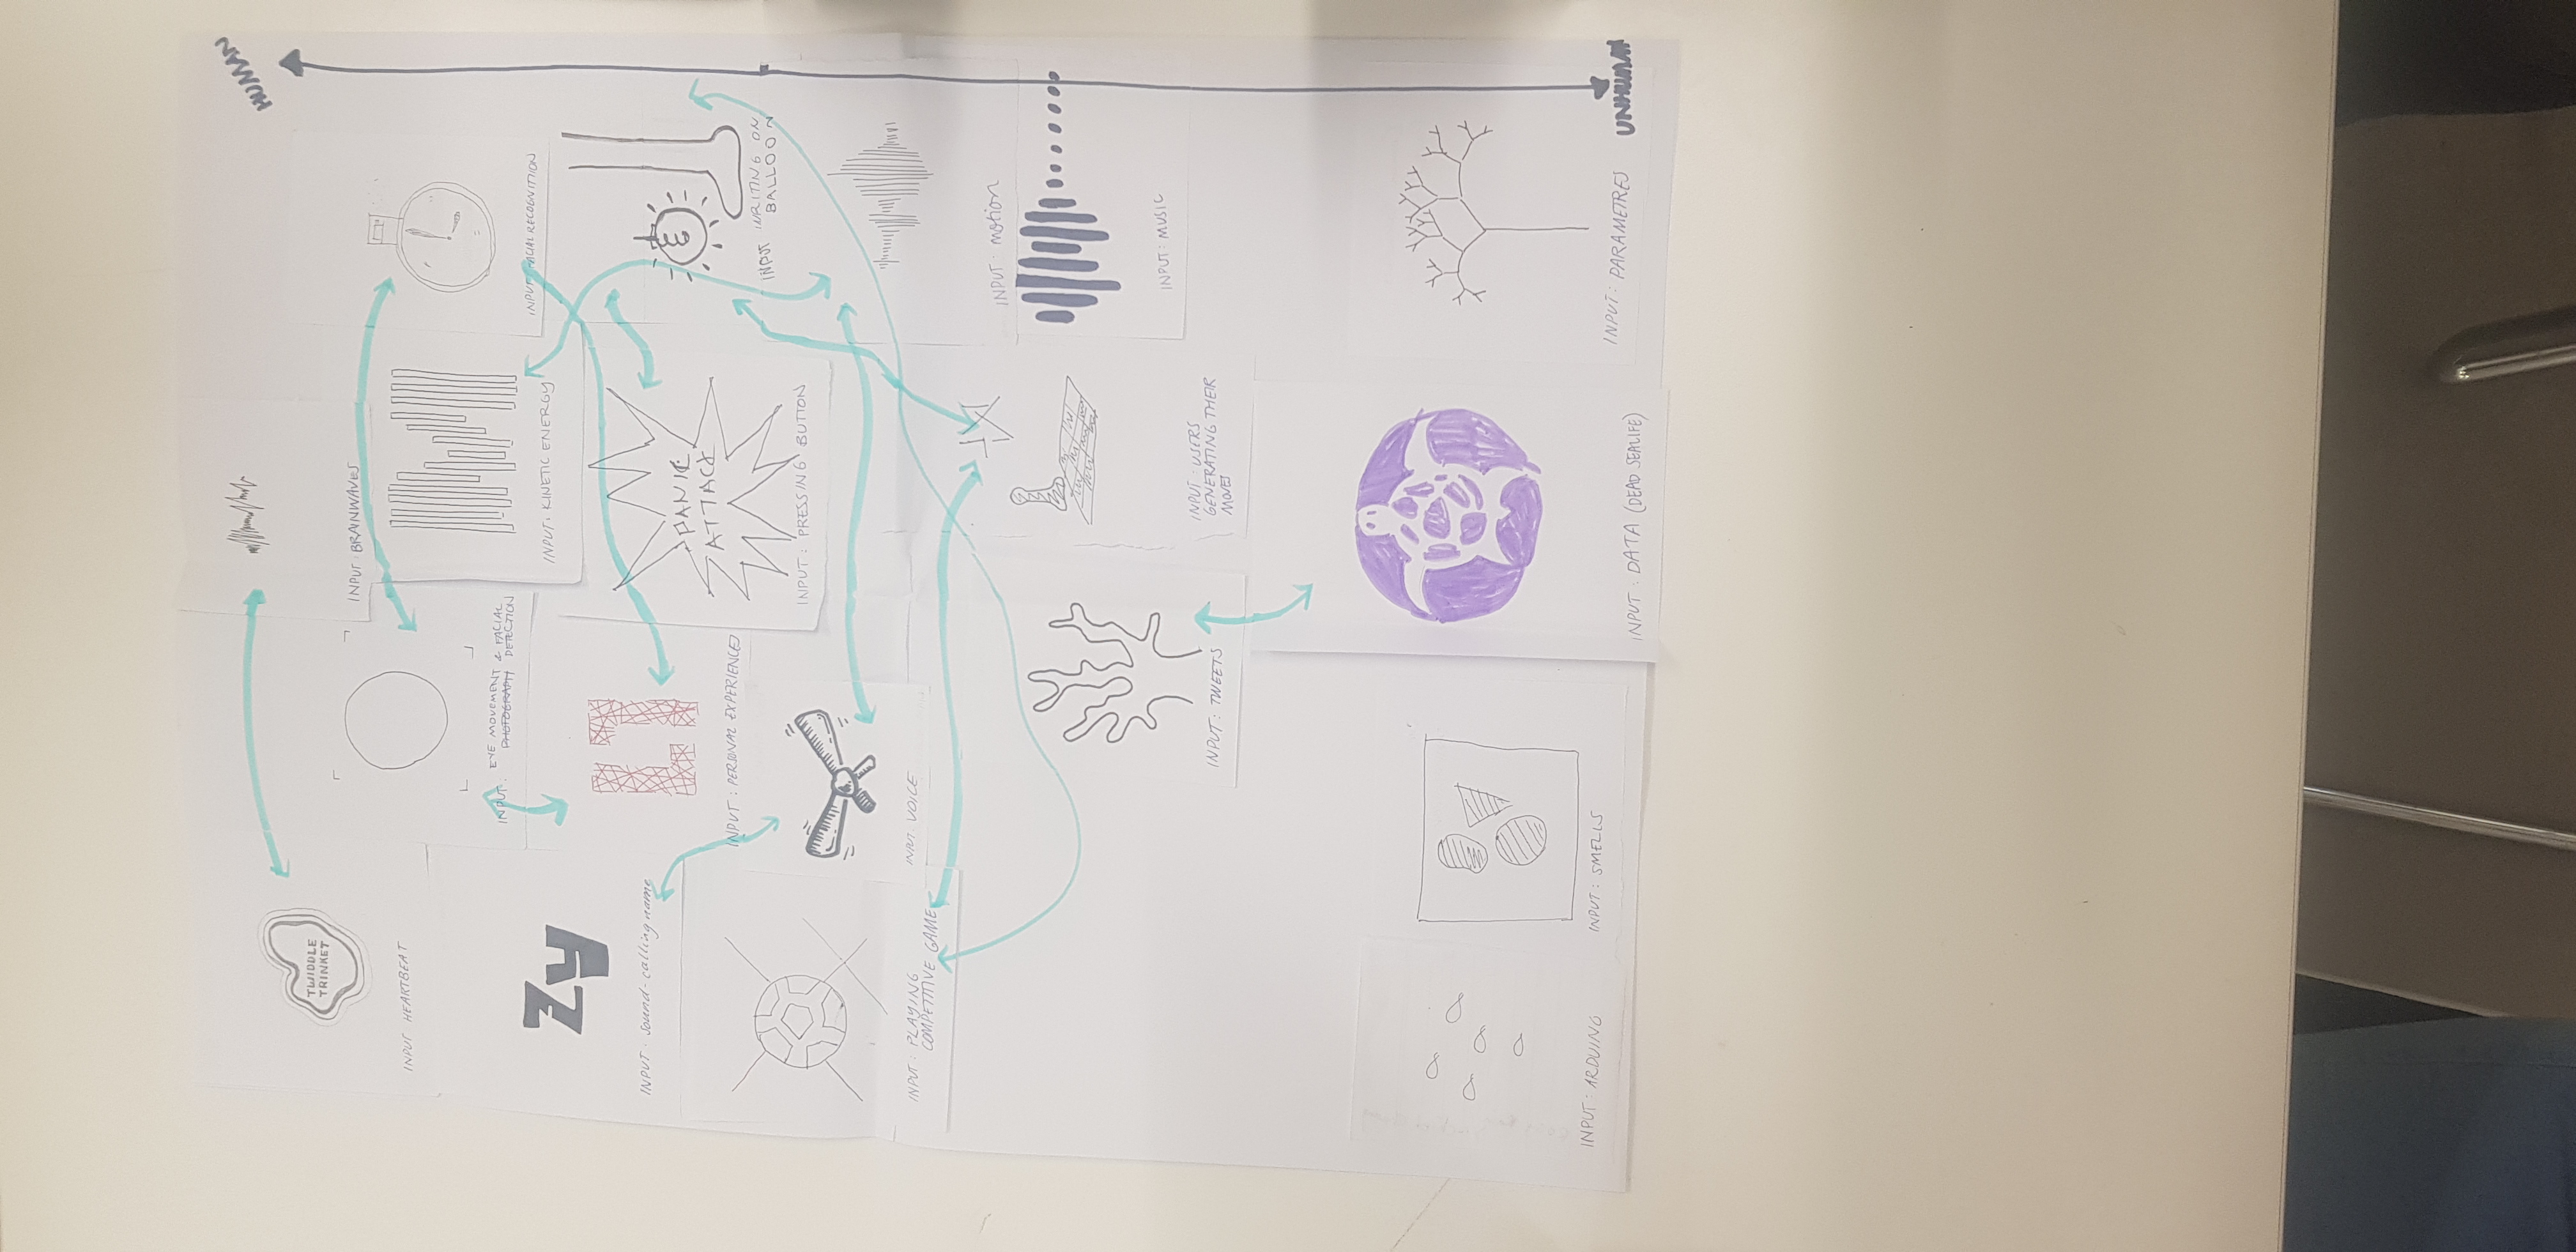 HUMAN
TWIDDLE
TRINKET
INPUT HEARTBEAT
INPUT: BRAINWAVES
INPUT: EYE MOVEMENT & FACIAL
PHOTOGRAPH DETECTION
INPUT: KINETIC ENERGY
INPUT: FACIAL RECOGNITION
Zy
INPUT: Sound-calling name
LT
INPUT: PERSONAL EXPERIENCES
PANIC
ATTACK
INPUT: PRESSING BUTTON
INPUT WRITING ON
BALLOON
INPUT: PLAYING
COMPETITIVE GAME
INPUT: VOICE
INPUT: motion
INPUT: MUSIC
INPUT: TWEETS
INPUT: USERS
GENERATING THEIR
MOVES
INPUT: ARDUINO
INPUT: SMELLS
INPUT: DATA (DEAD SEALIFE)
INPUT: PARAMETRES
UNHUMAN